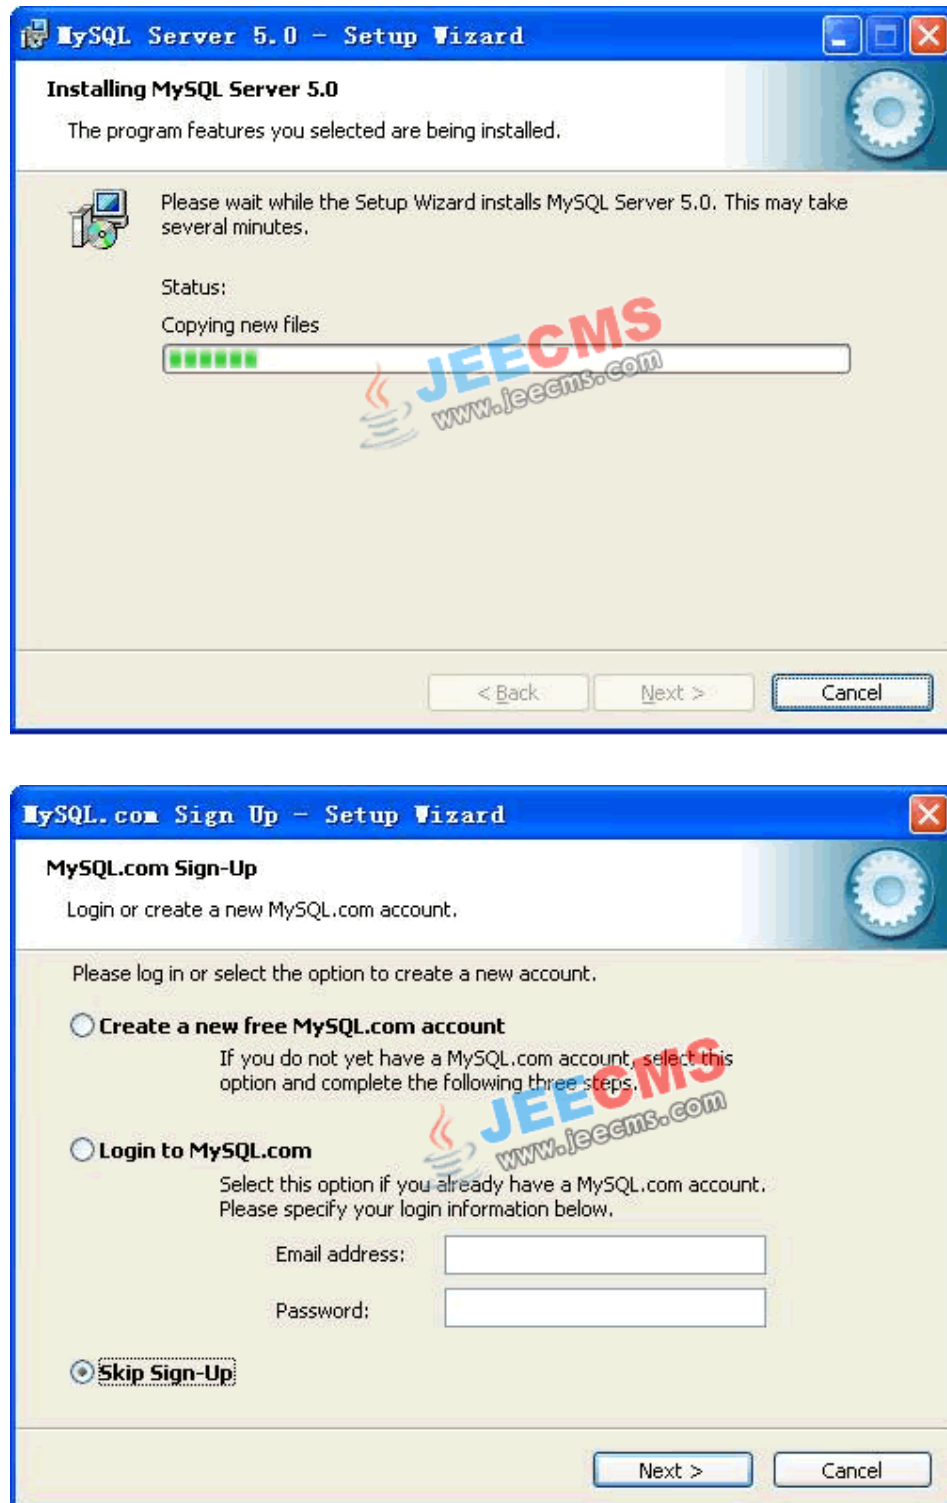 MySQL Server 5.0 - Setup Wizard
Installing MySQL Server 5.0
The program features you selected are being installed.
Please wait while the Setup Wizard installs MySQL Server 5.0. This may take
several minutes.
Status:
Copying new files
JEECMS
www.jeecms.com
< Back
Next >
Cancel
MySQL.com Sign Up - Setup Wizard
MySQL.com Sign-Up
Login or create a new MySQL.com account.
Please log in or select the option to create a new account.
Create a new free MySQL.com account
If you do not yet have a MySQL.com account, select this
option and complete the following three steps.
JEECMS
www.jeecms.com
Login to MySQL.com
Select this option if you already have a MySQL.com account.
Please specify your login information below.
Email address:
Password:
Skip Sign-Up
Next >
Cancel